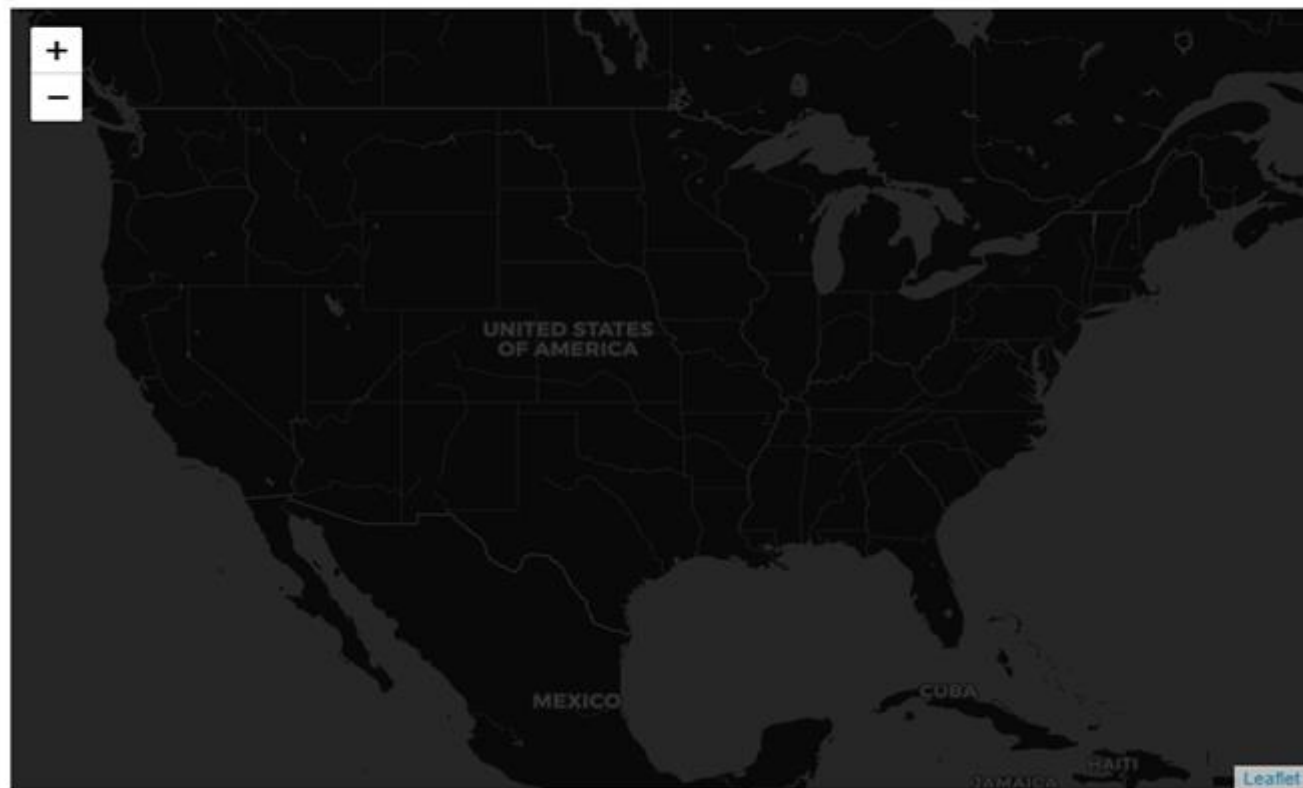 +
−
UNITED STATES
OF AMERICA
MEXICO
CUBA
HAITI
JAMAICA
Leaflet